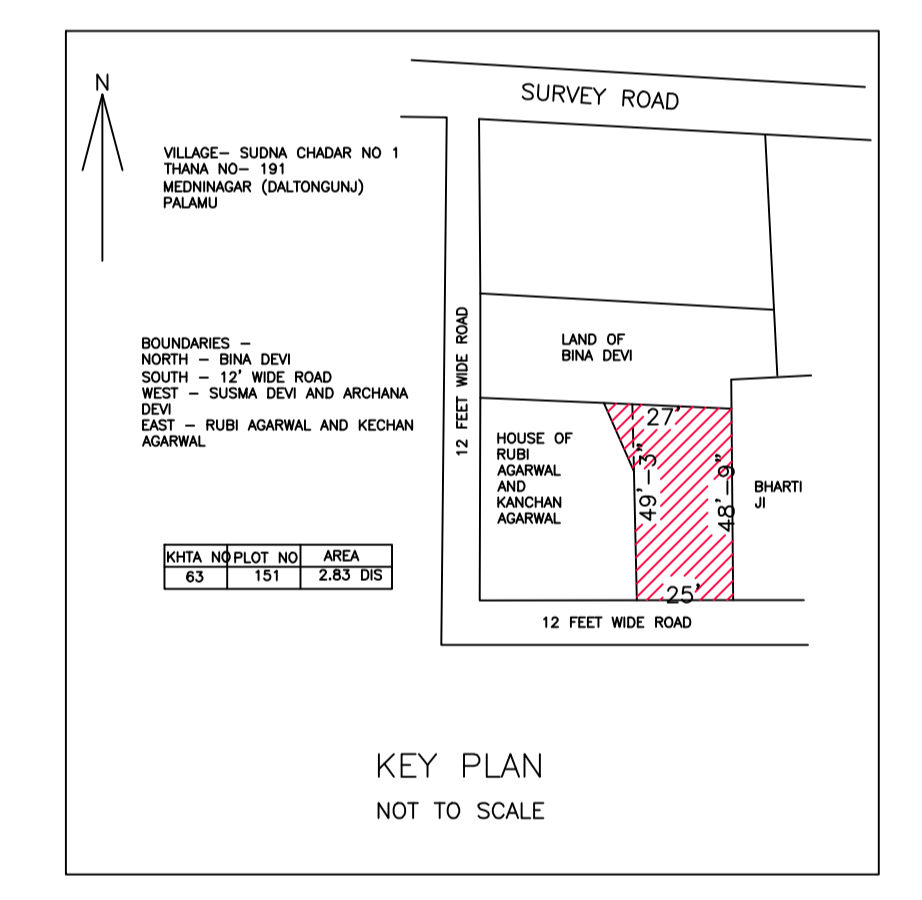 N
SURVEY ROAD
VILLAGE- SUDNA CHADAR NO 1
THANA NO- 191
MEDNINAGAR (DALTONGUNJ)
PALAMU
BOUNDARIES -
NORTH - BINA DEVI
SOUTH - 12' WIDE ROAD
WEST - SUSMA DEVI AND ARCHANA
DEVI
EAST - RUBI AGARWAL AND KECHAN
AGARWAL
12 FEET WIDE ROAD
LAND OF
BINA DEVI
HOUSE OF
RUBI
AGARWAL
AND
KANCHAN
AGARWAL
27'
49'-3"
48'-9"
25'
BHARTI
JI
12 FEET WIDE ROAD
KHTA NO PLOT NO AREA
63 151 2.83 DIS
KEY PLAN
NOT TO SCALE